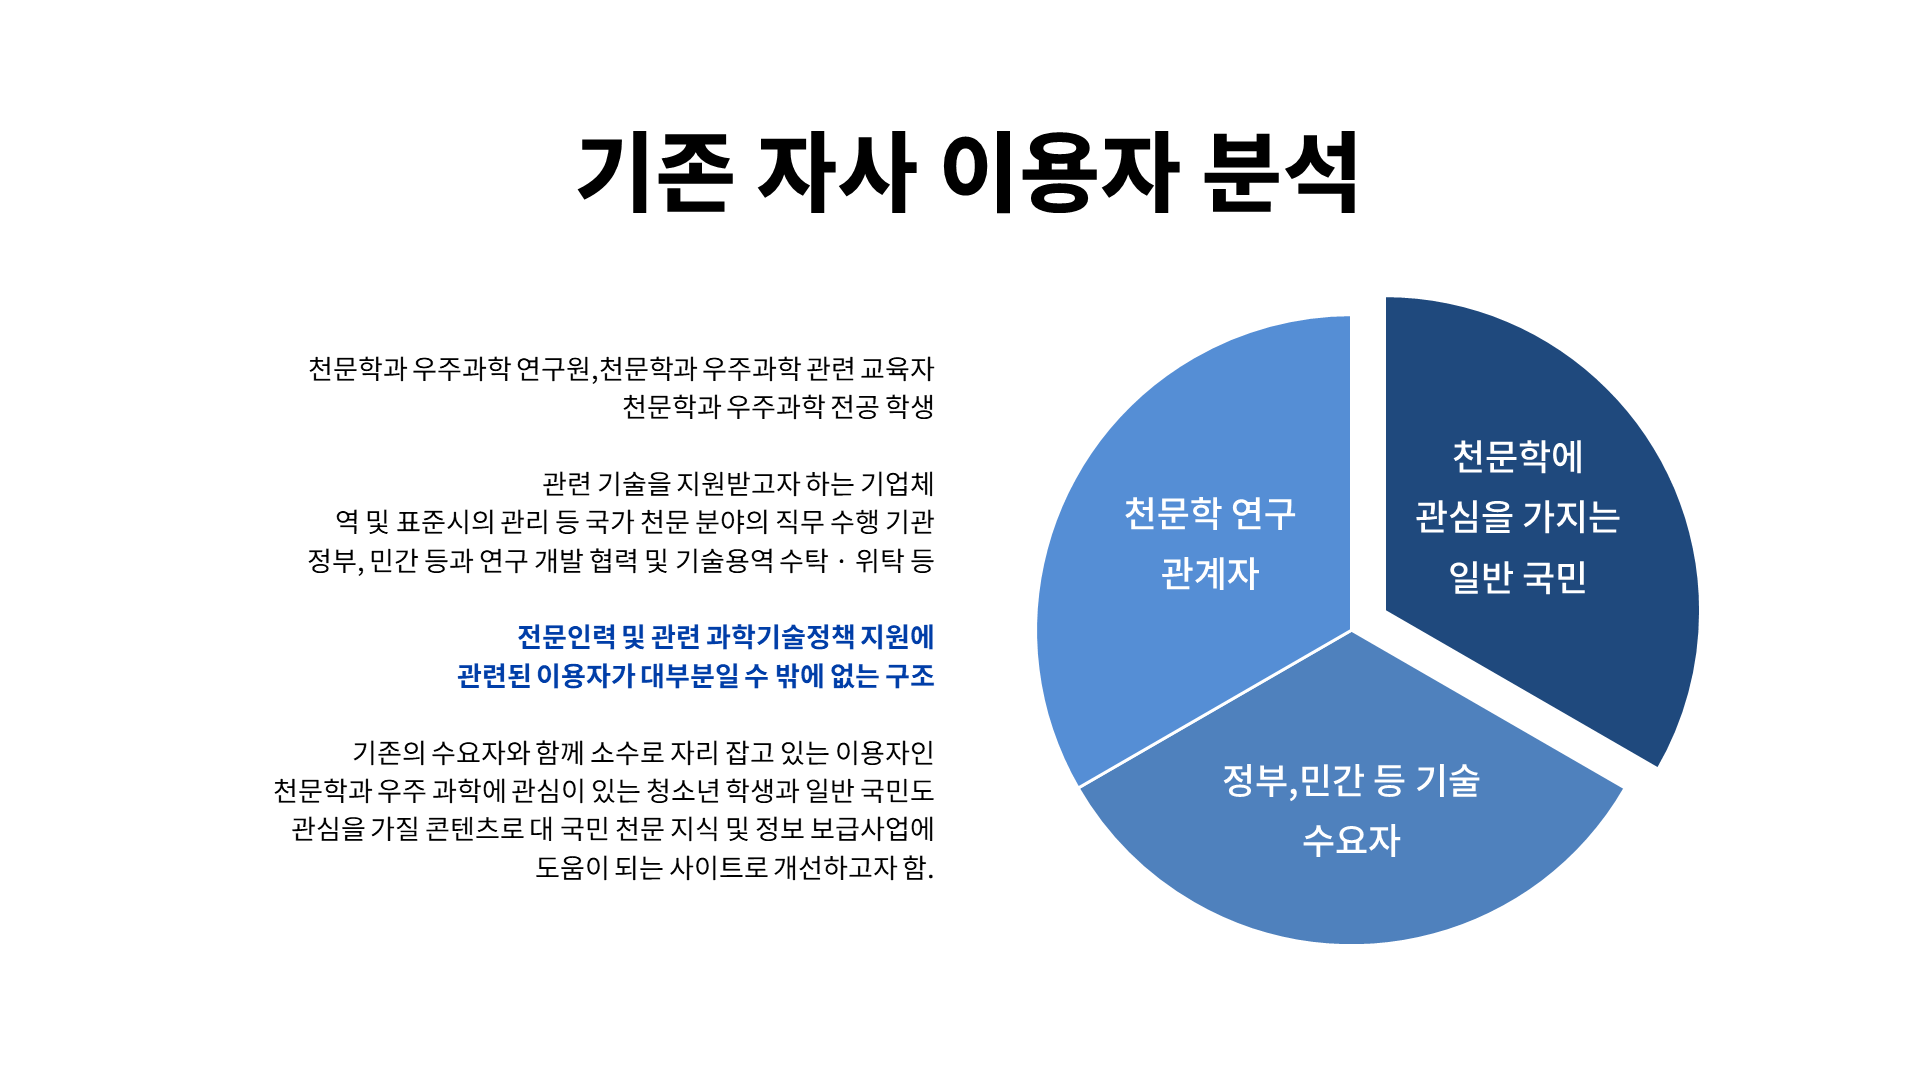 기존 자사 이용자 분석
천문학과 우주과학 연구원,천문학과 우주과학 관련 교육자
천문학과 우주과학 전공 학생
관련 기술을 지원받고자 하는 기업체
역 및 표준시의 관리 등 국가 천문 분야의 직무 수행 기관
정부, 민간 등과 연구 개발 협력 및 기술용역 수탁 · 위탁 등
전문인력 및 관련 과학기술정책 지원에
관련된 이용자가 대부분일 수 밖에 없는 구조
기존의 수요자와 함께 소수로 자리 잡고 있는 이용자인
천문학과 우주 과학에 관심이 있는 청소년 학생과 일반 국민도
관심을 가질 콘텐츠로 대 국민 천문 지식 및 정보 보급사업에
도움이 되는 사이트로 개선하고자 함.
천문학 연구
관계자
천문학에
관심을 가지는
일반 국민
정부,민간 등 기술
수요자